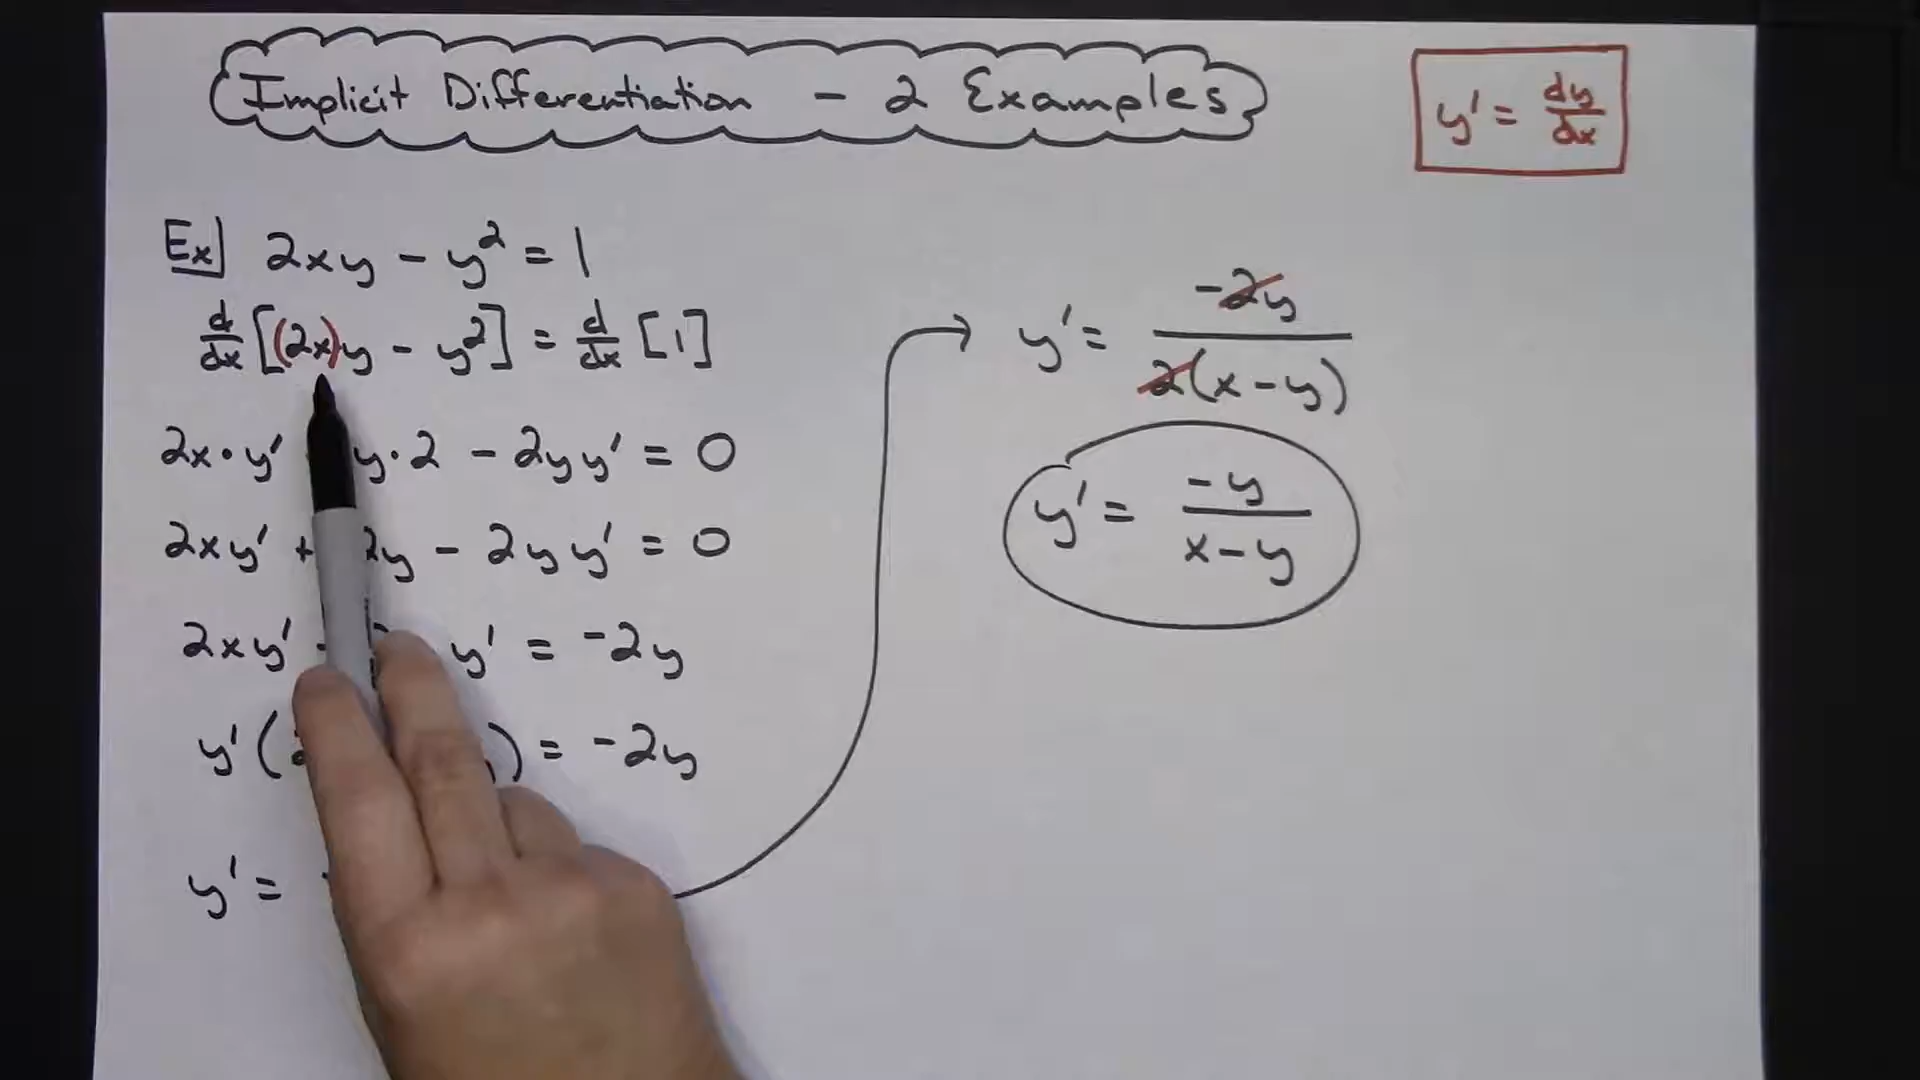 Implicit Differentiation - 2 Examples
y' = dy/dx
Ex] 2xy - y² = 1
d/dx [(2x)y - y²] = d/dx [1]
2x·y' y·2 - 2yy' = 0
2xy' + 2y - 2yy' = 0
2xy' - y' = -2y
y'( ) = -2y
y' =
y' = -2y / 2(x-y)
y' = -y / x-y